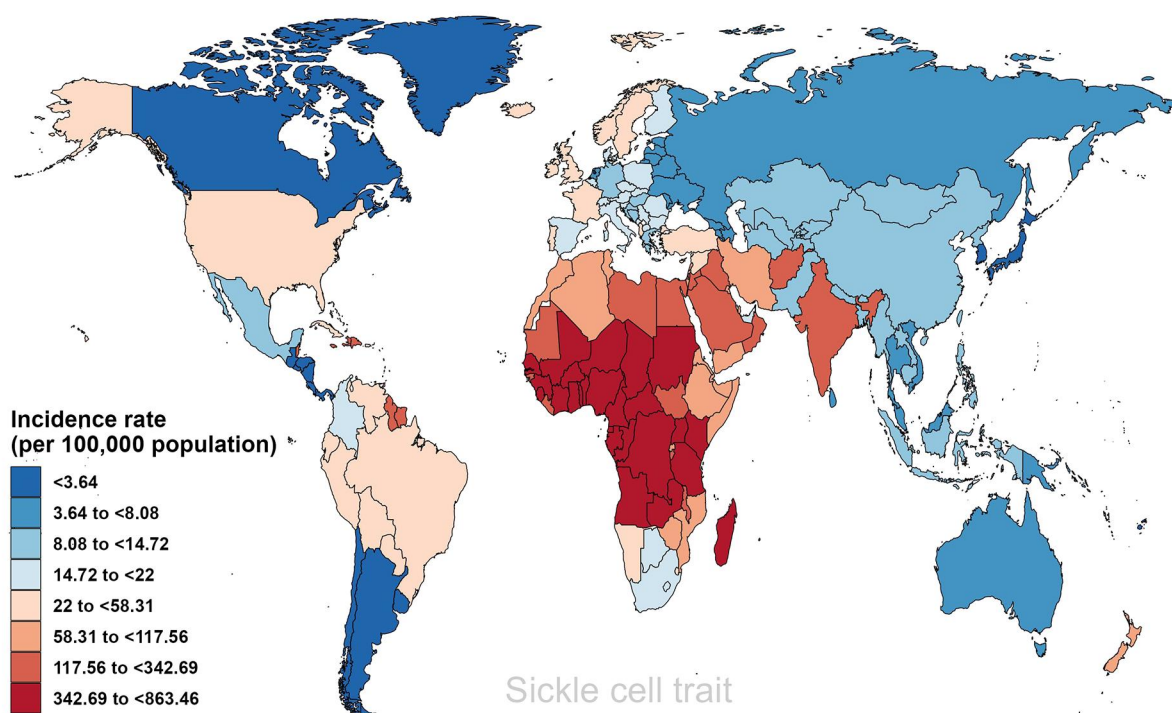 Incidence rate
(per 100,000 population)
<3.64
3.64 to <8.08
8.08 to <14.72
14.72 to <22
22 to <58.31
58.31 to <117.56
117.56 to <342.69
342.69 to <863.46
Sickle cell trait